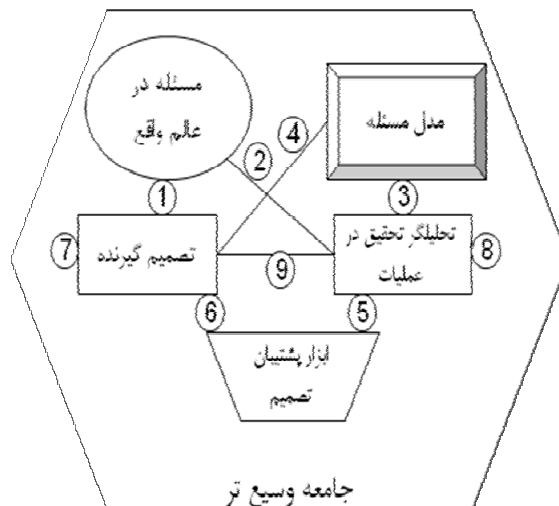 مسئله در
عالم واقع
مدل مسئله
4
2
1
3
تصمیم گیرنده
تحلیلگر تحقیق در
عملیات
7
8
9
6
5
ابزار پشتیبان
تصمیم
جامعه وسیع تر